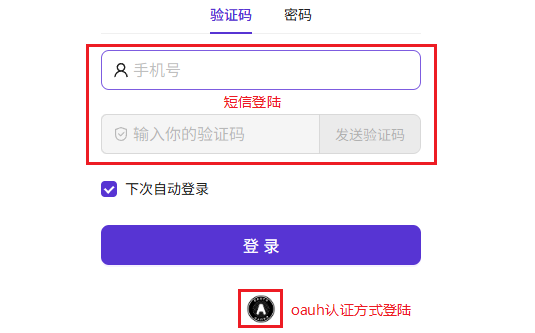 验证码 密码
手机号
短信登陆
输入你的验证码 发送验证码
下次自动登录
登 录
A
oauh认证方式登陆